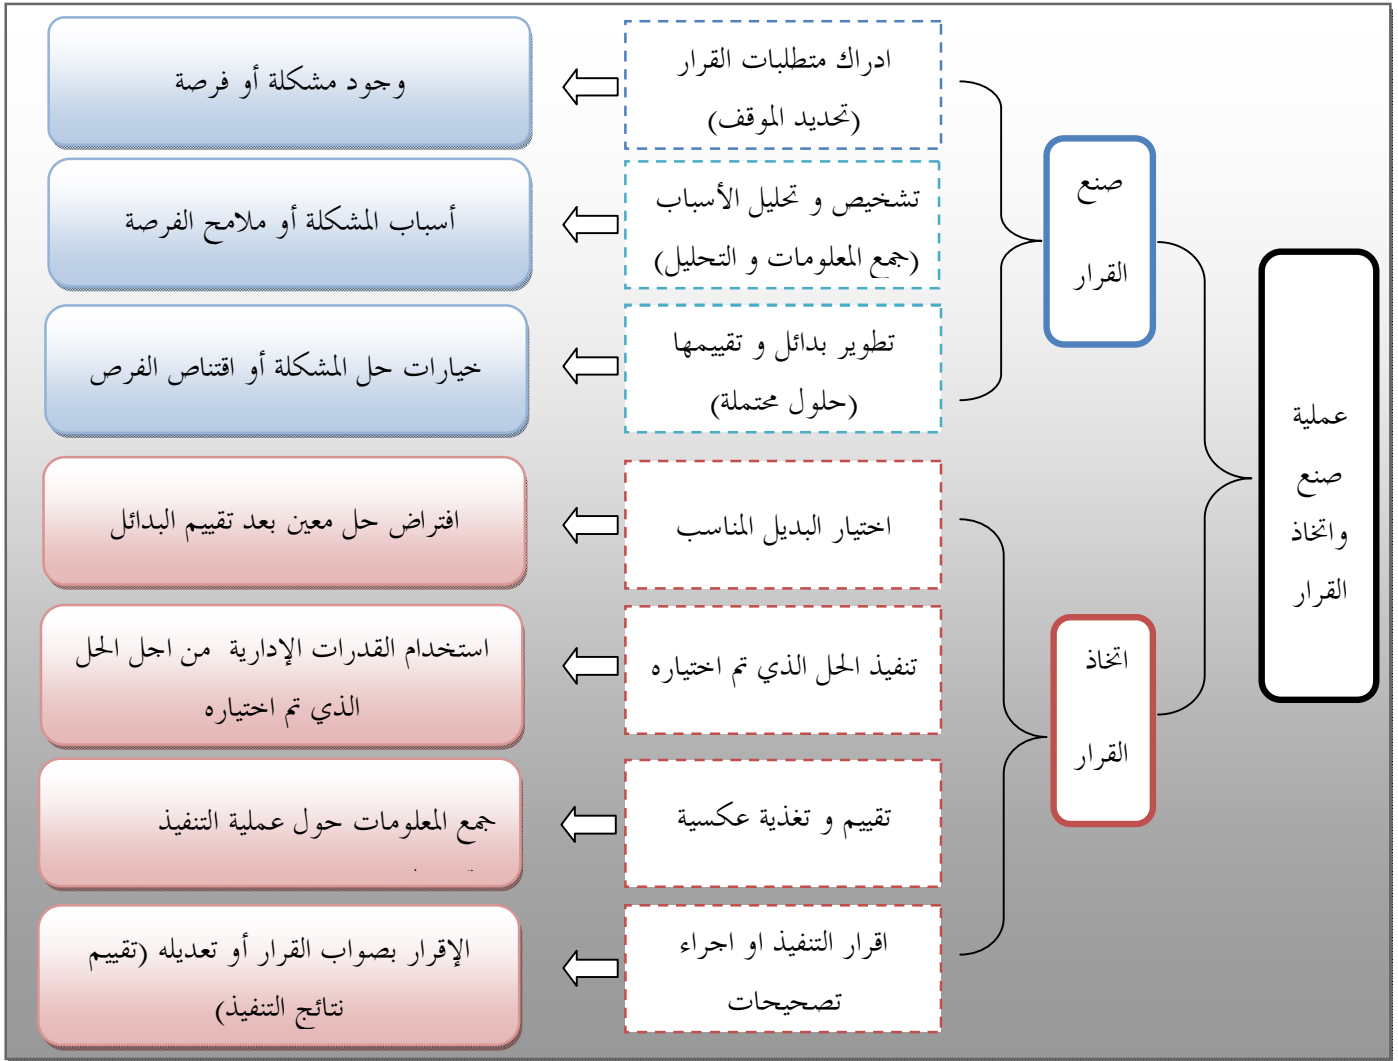 عملية
صنع
واتخاذ
القرار
صنع
القرار
ادراك متطلبات القرار
(تحديد الموقف)
وجود مشكلة أو فرصة
تشخيص و تحليل الأسباب
(جمع المعلومات و التحليل)
أسباب المشكلة أو ملامح الفرصة
تطوير بدائل و تقييمها
(حلول محتملة)
خيارات حل المشكلة أو اقتناص الفرص
اتخاذ
القرار
اختيار البديل المناسب
افتراض حل معين بعد تقييم البدائل
تنفيذ الحل الذي تم اختياره
استخدام القدرات الإدارية من اجل الحل
الذي تم اختياره
تقييم و تغذية عكسية
جمع المعلومات حول عملية التنفيذ
اقرار التنفيذ او اجراء
تصحيحات
الإقرار بصواب القرار أو تعديله (تقييم
نتائج التنفيذ)